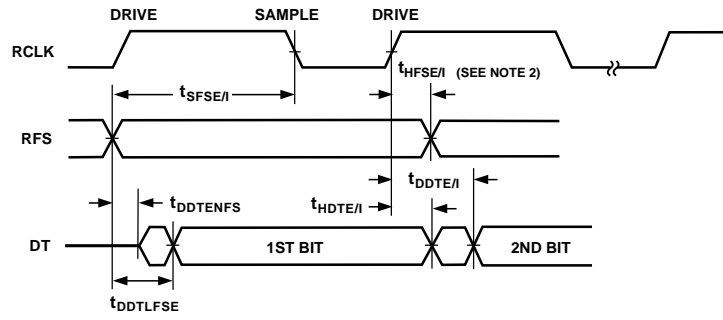 DRIVE SAMPLE DRIVE
RCLK
tHFSE/I (SEE NOTE 2)
tSFSE/I
RFS
tDDTE/I
tDDTENFS
tHDTE/I
DT 1ST BIT 2ND BIT
tDDTLFSE